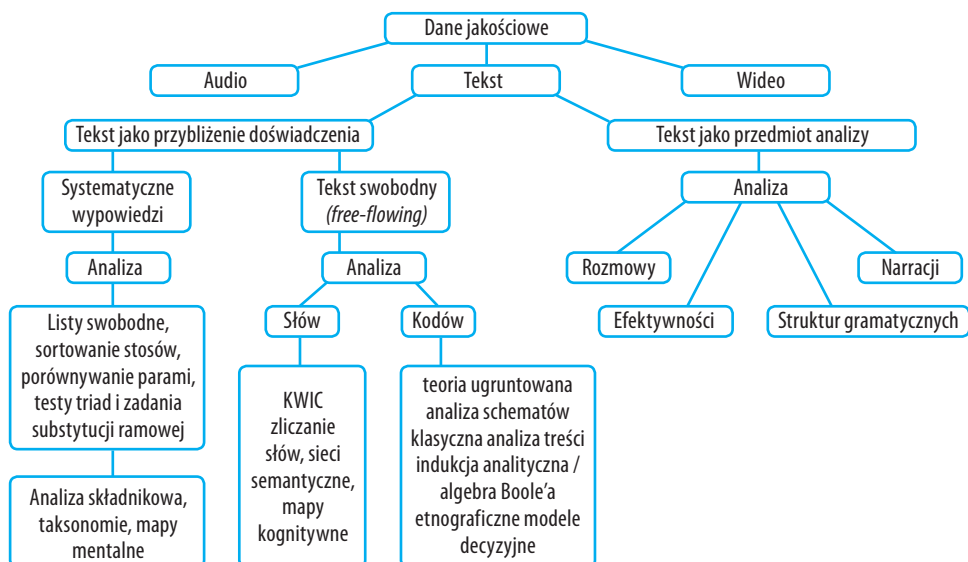 Dane jakościowe
Audio
Tekst
Wideo
Tekst jako przybliżenie doświadczenia
Tekst jako przedmiot analizy
Systematyczne
wypowiedzi
Tekst swobodny
(free-flowing)
Analiza
Analiza
Analiza
Rozmowy
Narracji
Efektywności
Struktur gramatycznych
Słów
Kodów
Listy swobodne,
sortowanie stosów,
porównywanie parami,
testy triad i zadania
substytucji ramowej
KWIC
zliczanie
słów, sieci
semantyczne,
mapy
kognitywne
teoria ugruntowana
analiza schematów
klasyczna analiza treści
indukcja analityczna /
algebra Boole’a
etnograficzne modele
decyzyjne
Analiza składnikowa,
taksonomie, mapy
mentalne